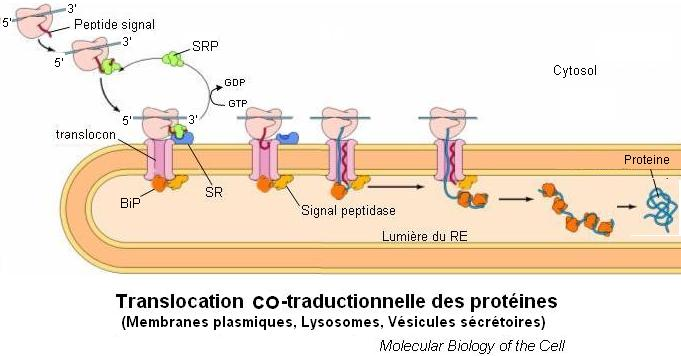 5'
3'
Peptide signal
5'
3'
SRP
Cytosol
GDP
GTP
5'
3'
translocon
Proteine
SR
BiP
Signal peptidase
Lumière du RE
Translocation co-traductionnelle des protéines
(Membranes plasmiques, Lysosomes, Vésicules sécrétoires)
Molecular Biology of the Cell